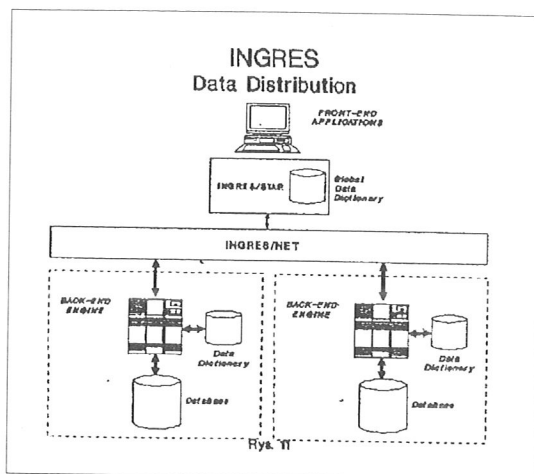 INGRES
Data Distribution
FRONT-END
APPLICATIONS
INGRES/STAR
Global
Data
Dictionary
INGRES/NET
BACK-END
ENGINE
Data
Dictionary
Database
BACK-END
ENGINE
Data
Dictionary
Database
Rys. 11